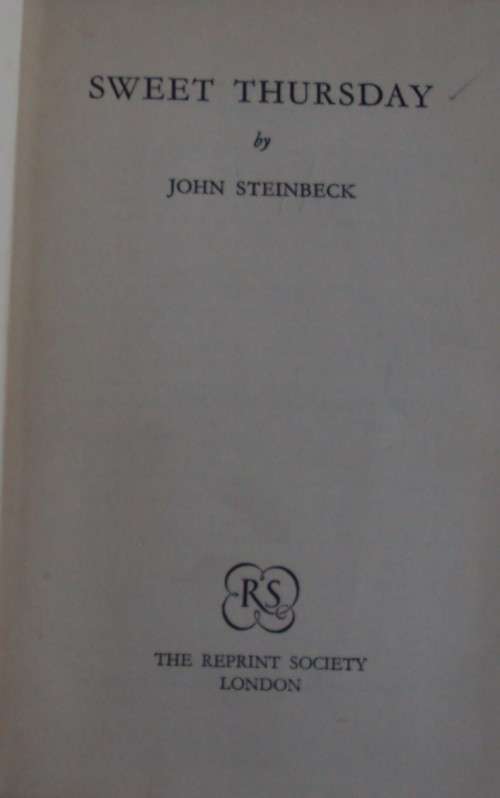 SWEET THURSDAY
by
JOHN STEINBECK
RS
THE REPRINT SOCIETY
LONDON